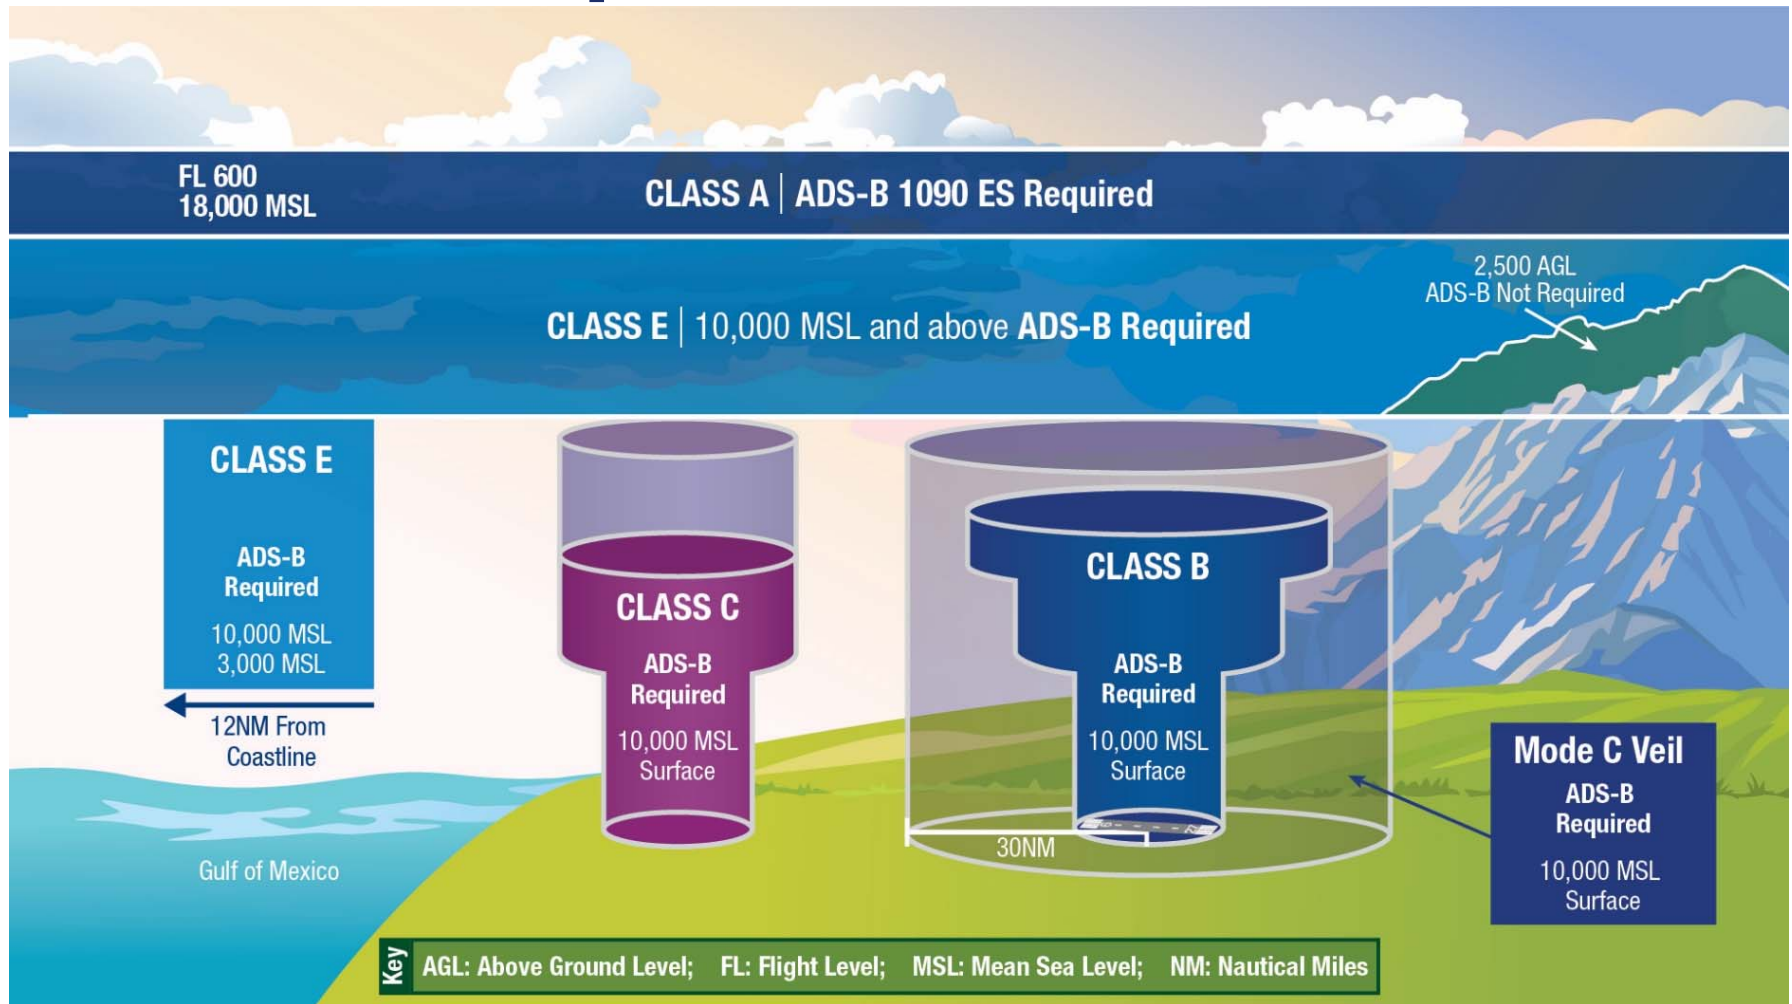 FL 600
18,000 MSL
CLASS A | ADS-B 1090 ES Required
2,500 AGL
ADS-B Not Required
CLASS E | 10,000 MSL and above ADS-B Required
CLASS E
ADS-B
Required
10,000 MSL
3,000 MSL
12NM From
Coastline
Gulf of Mexico
CLASS C
ADS-B
Required
10,000 MSL
Surface
CLASS B
ADS-B
Required
10,000 MSL
Surface
30NM
Mode C Veil
ADS-B
Required
10,000 MSL
Surface
Key
AGL: Above Ground Level; FL: Flight Level; MSL: Mean Sea Level; NM: Nautical Miles